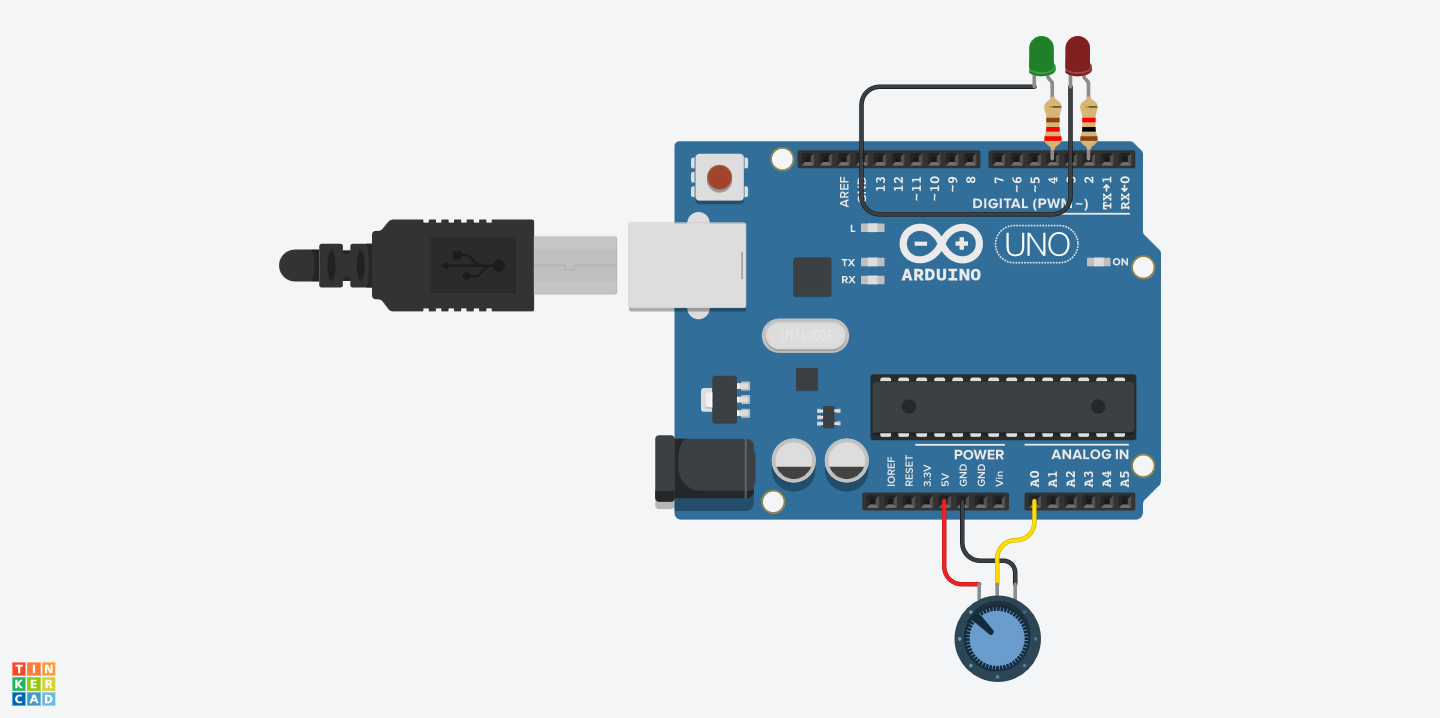 AREF
GND
13
12
~11
~10
~9
8
7
~6
~5
4
3
2
TX→1
RX←0
DIGITAL (PWM~)
L
TX
RX
ARDUINO
UNO
ON
SPK16.000G
POWER
ANALOG IN
IOREF
RESET
3.3V
5V
GND
GND
Vin
A0
A1
A2
A3
A4
A5
TIN
KER
CAD